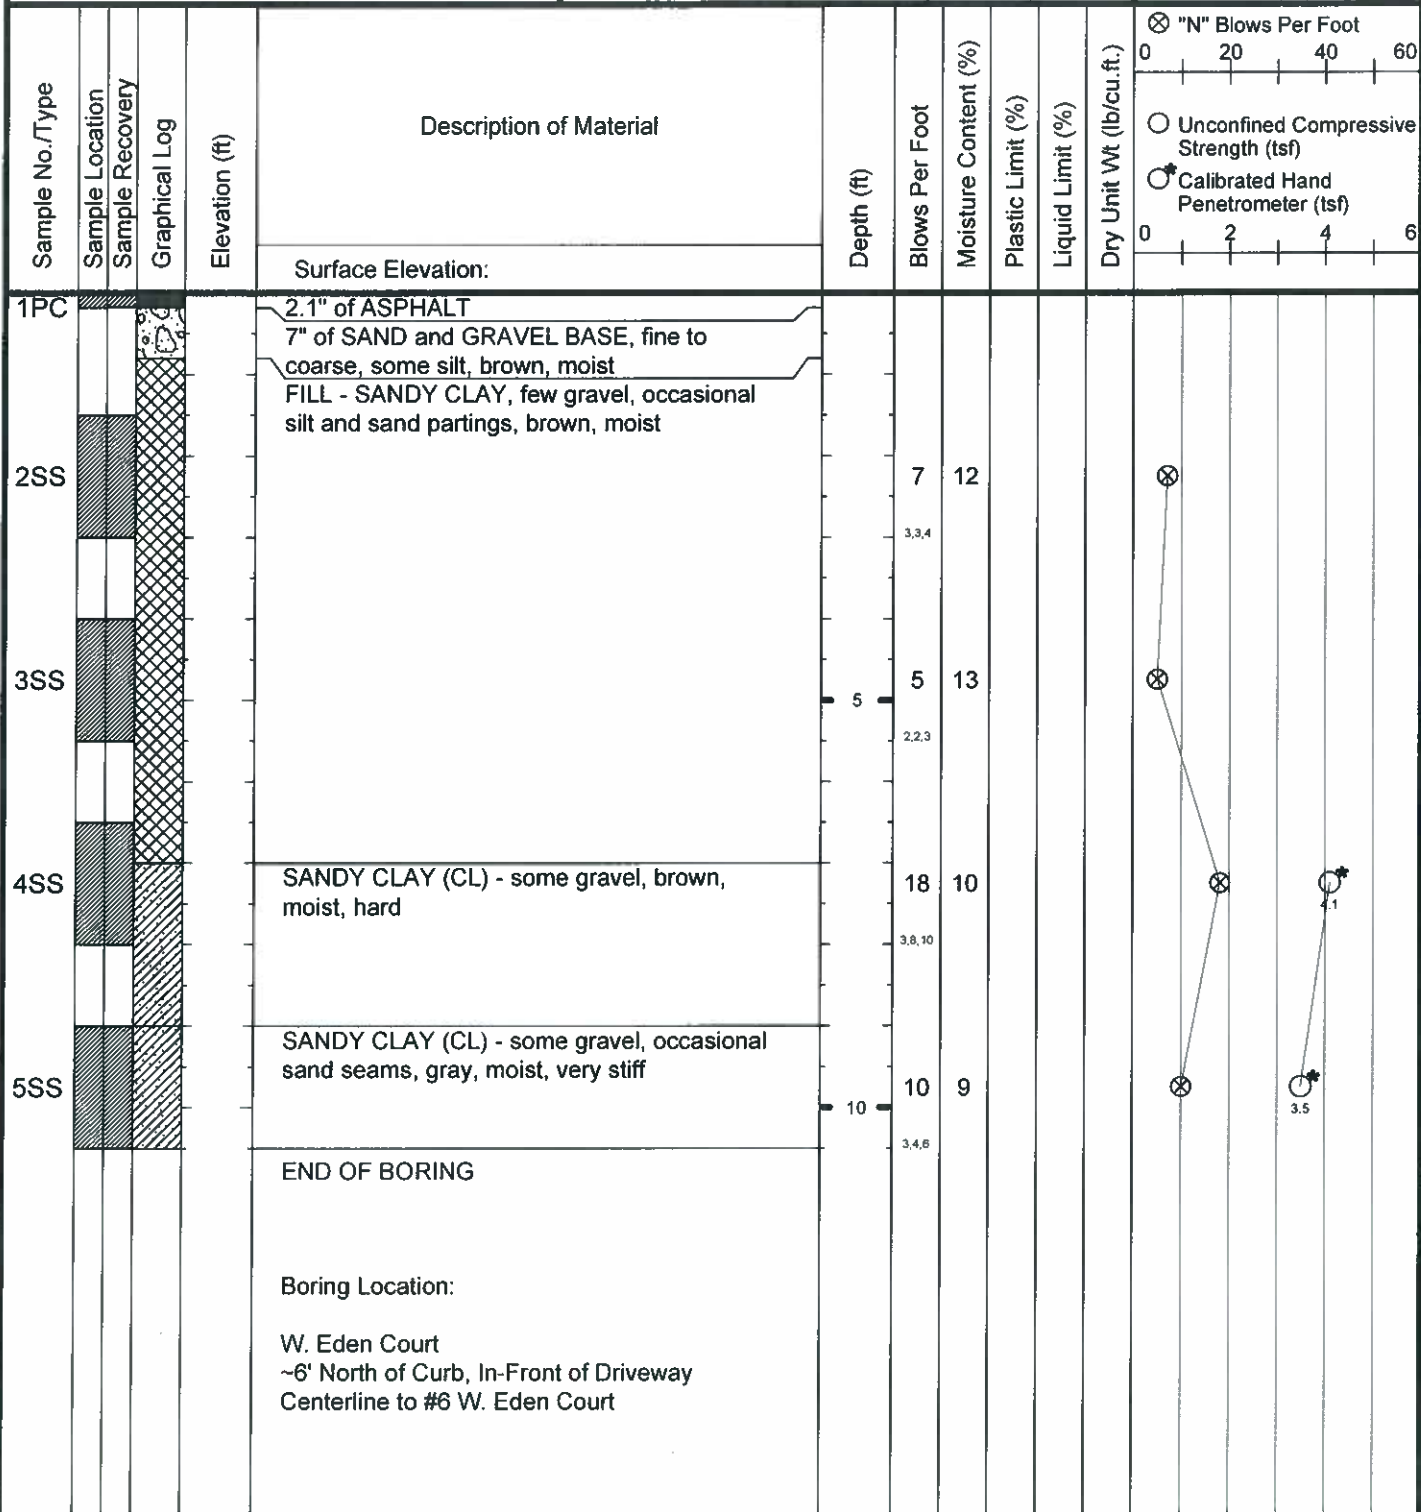 Sample No./Type
Sample Location
Sample Recovery
Graphical Log
Elevation (ft)
Description of Material
Surface Elevation:
Depth (ft)
Blows Per Foot
Moisture Content (%)
Plastic Limit (%)
Liquid Limit (%)
Dry Unit Wt (lb/cu.ft.)
"N" Blows Per Foot
0 20 40 60
Unconfined Compressive
Strength (tsf)
* Calibrated Hand
Penetrometer (tsf)
0 2 4 6
1PC
2.1" of ASPHALT
7" of SAND and GRAVEL BASE, fine to
coarse, some silt, brown, moist
FILL - SANDY CLAY, few gravel, occasional
silt and sand partings, brown, moist
2SS 7 12
3,3,4
3SS 5 13
5
2,2,3
SANDY CLAY (CL) - some gravel, brown,
moist, hard
4SS 18 10 *
4.1
3,8,10
SANDY CLAY (CL) - some gravel, occasional
sand seams, gray, moist, very stiff
5SS 10 9 *
10 3.5
3,4,6
END OF BORING
Boring Location:
W. Eden Court
~6' North of Curb, In-Front of Driveway
Centerline to #6 W. Eden Court